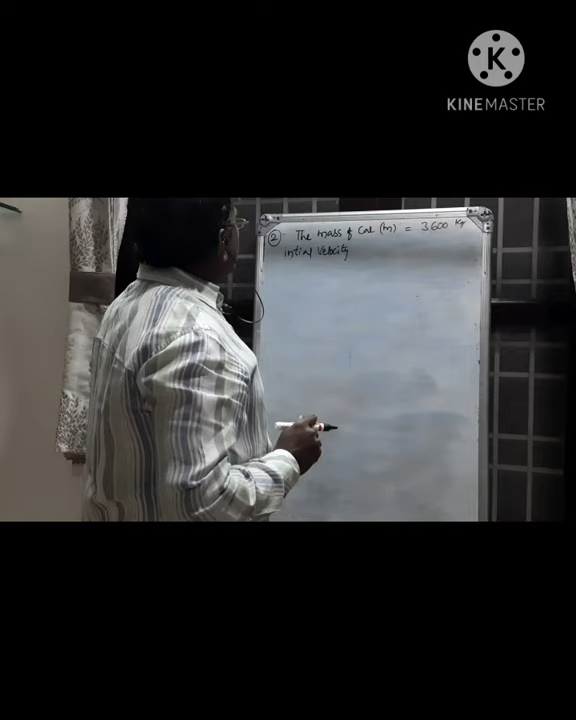 K
KINEMASTER
② The mass of Car (m) = 3600 Kg
intial Velocity